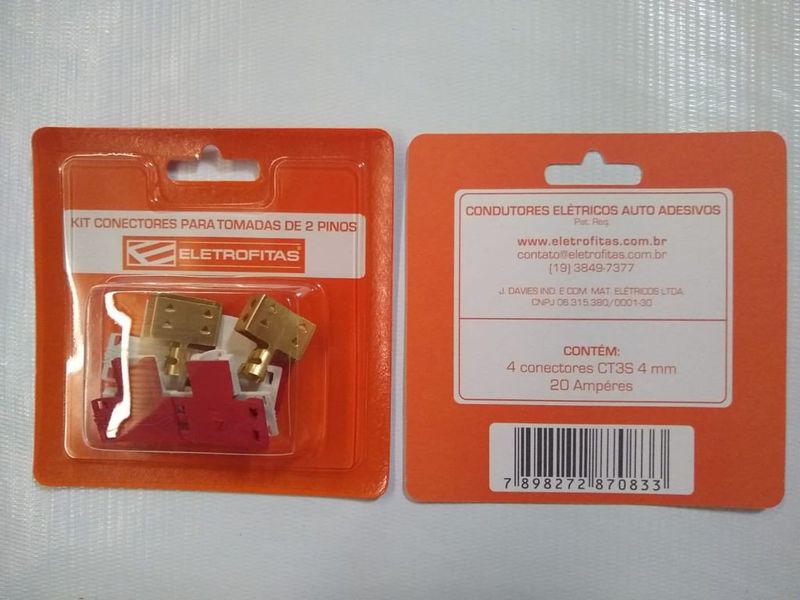 KIT CONECTORES PARA TOMADAS DE 2 PINOS
ELETROFITAS
CONDUTORES ELÉTRICOS AUTO ADESIVOS
Pat. Req.
www.eletrofitas.com.br
contato@eletrofitas.com.br
(19) 3849-7377
J. DAVIES IND. E COM. MAT. ELÉTRICOS LTDA.
CNPJ 06.315.380/0001-30
CONTÉM:
4 conectores CT3S 4 mm
20 Ampéres
7 898272 870833